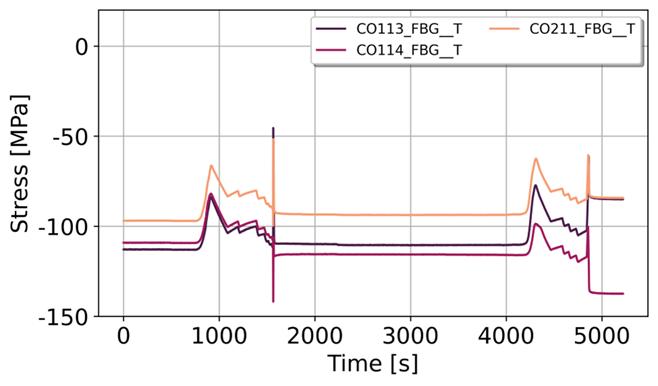 CO113_FBG__T CO211_FBG__T
CO114_FBG__T
0
-50
-100
-150
Stress [MPa]
0 1000 2000 3000 4000 5000
Time [s]